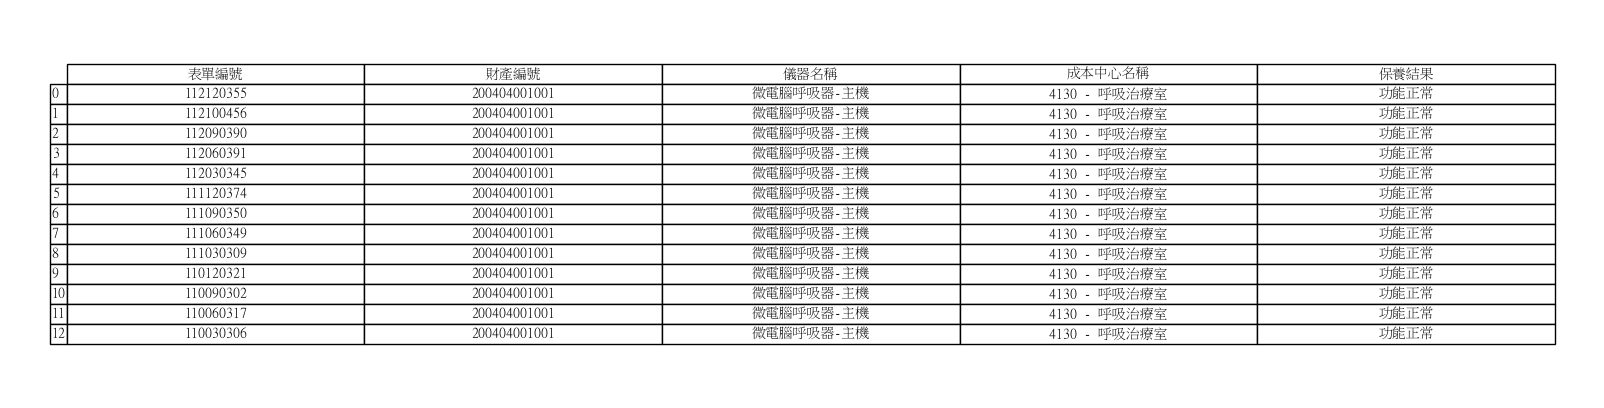 表單編號 財產編號 儀器名稱 成本中心名稱 保養結果
0 112120355 200404001001 微電腦呼吸器-主機 4130 - 呼吸治療室 功能正常
1 112100456 200404001001 微電腦呼吸器-主機 4130 - 呼吸治療室 功能正常
2 112090390 200404001001 微電腦呼吸器-主機 4130 - 呼吸治療室 功能正常
3 112060391 200404001001 微電腦呼吸器-主機 4130 - 呼吸治療室 功能正常
4 112030345 200404001001 微電腦呼吸器-主機 4130 - 呼吸治療室 功能正常
5 111120374 200404001001 微電腦呼吸器-主機 4130 - 呼吸治療室 功能正常
6 111090350 200404001001 微電腦呼吸器-主機 4130 - 呼吸治療室 功能正常
7 111060349 200404001001 微電腦呼吸器-主機 4130 - 呼吸治療室 功能正常
8 111030309 200404001001 微電腦呼吸器-主機 4130 - 呼吸治療室 功能正常
9 110120321 200404001001 微電腦呼吸器-主機 4130 - 呼吸治療室 功能正常
10 110090302 200404001001 微電腦呼吸器-主機 4130 - 呼吸治療室 功能正常
11 110060317 200404001001 微電腦呼吸器-主機 4130 - 呼吸治療室 功能正常
12 110030306 200404001001 微電腦呼吸器-主機 4130 - 呼吸治療室 功能正常